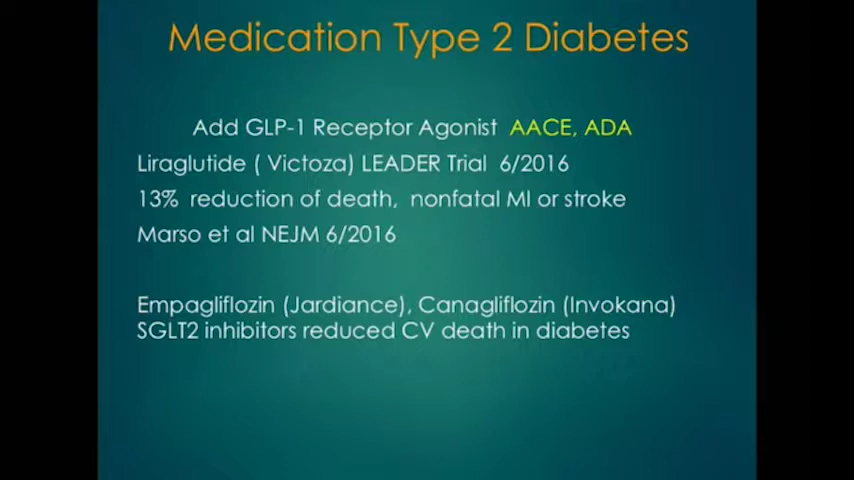 Medication Type 2 Diabetes
Add GLP-1 Receptor Agonist AACE, ADA
Liraglutide ( Victoza) LEADER Trial 6/2016
13% reduction of death, nonfatal MI or stroke
Marso et al NEJM 6/2016
Empagliflozin (Jardiance), Canagliflozin (Invokana)
SGLT2 inhibitors reduced CV death in diabetes